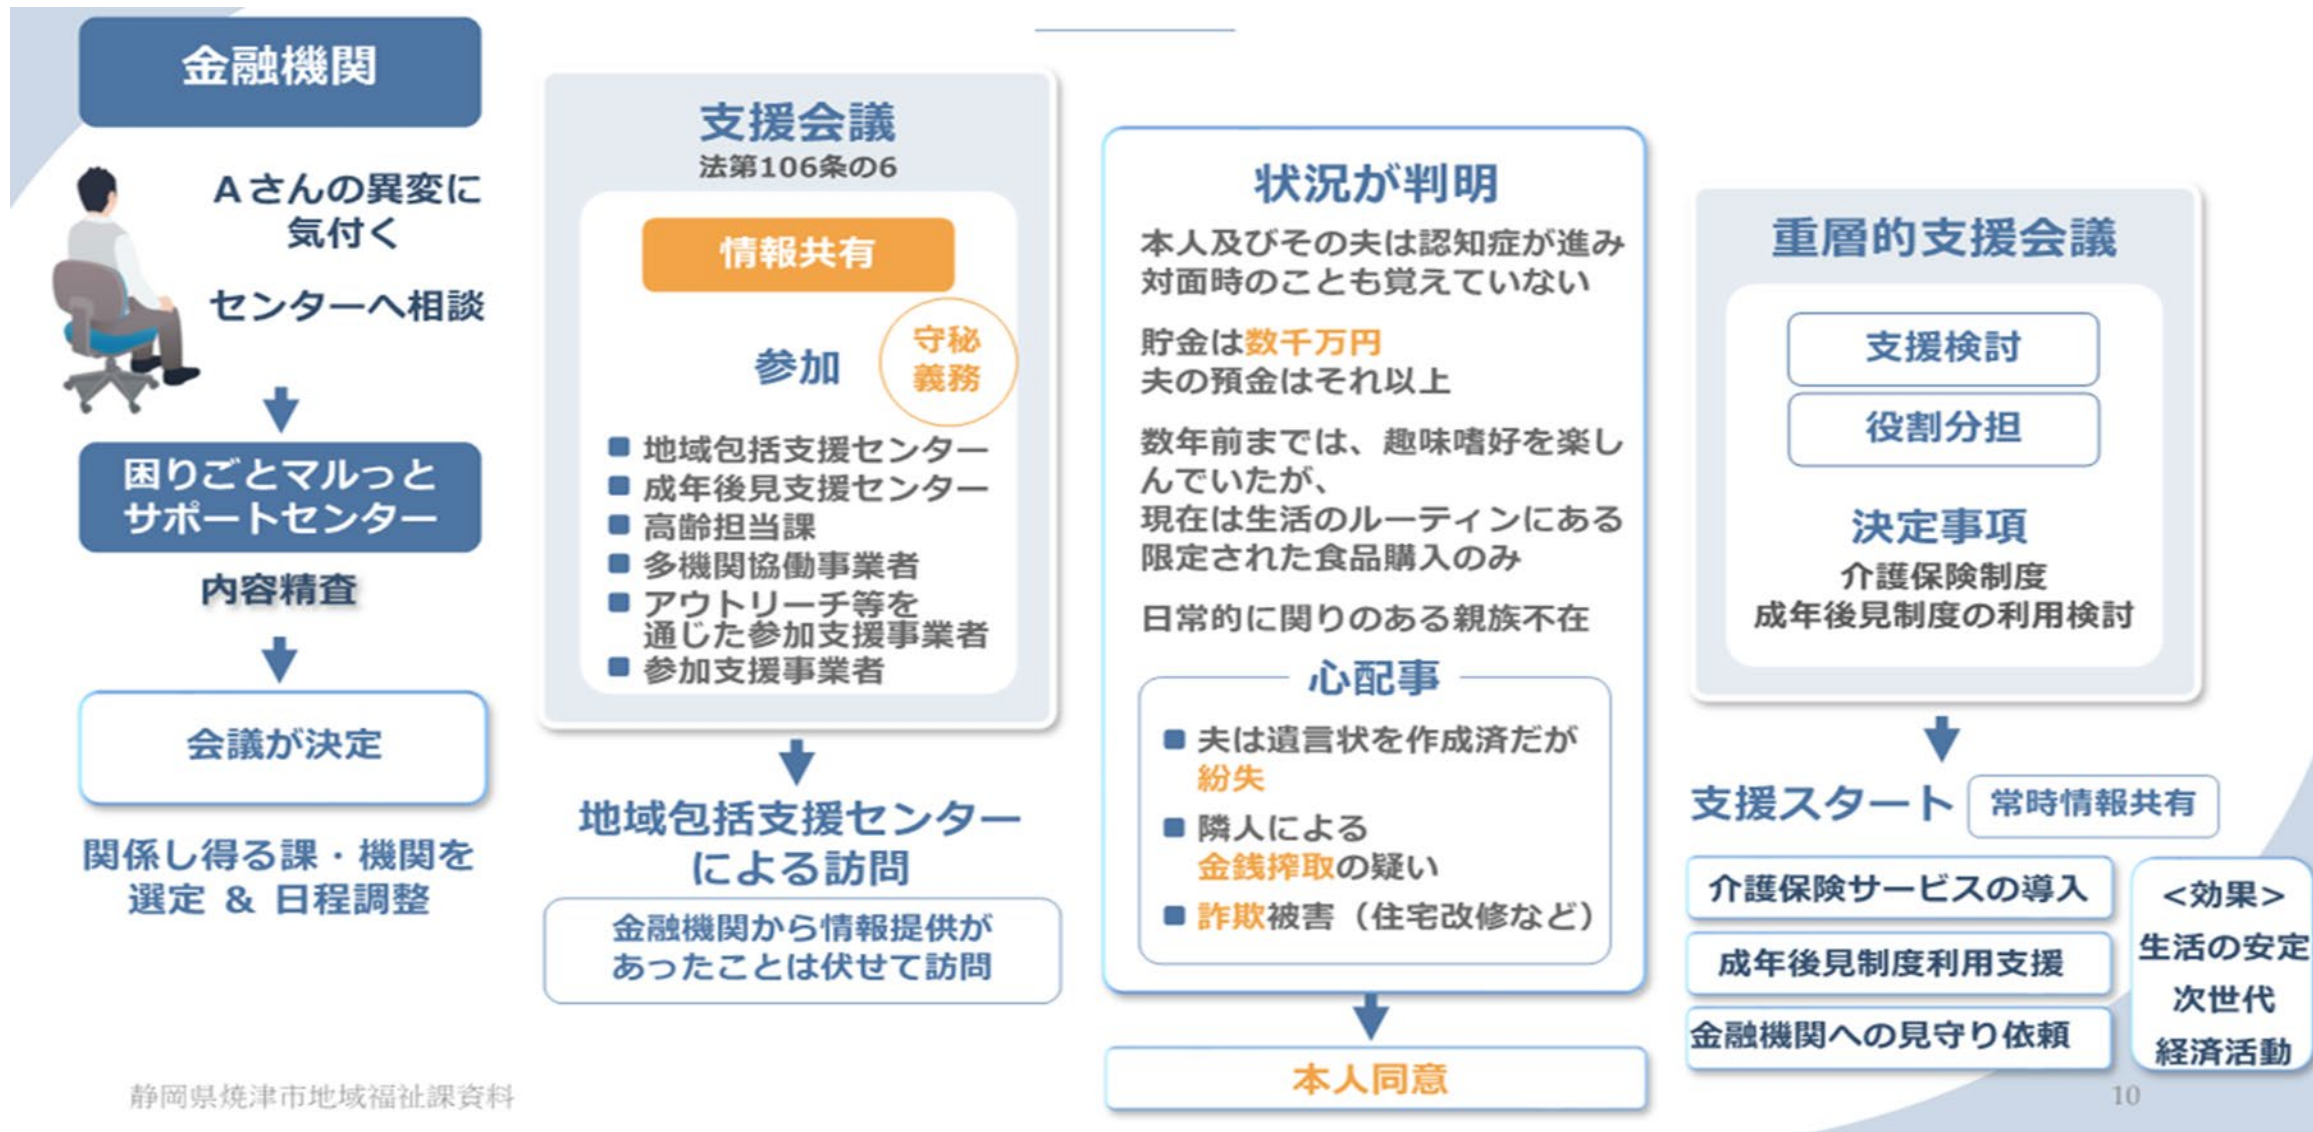 金融機関
Aさんの異変に
気付く
センターへ相談
困りごとマルっと
サポートセンター
内容精査
会議が決定
関係し得る課・機関を
選定 & 日程調整
支援会議
法第106条の6
情報共有
参加
守秘
義務
■ 地域包括支援センター
■ 成年後見支援センター
■ 高齢担当課
■ 多機関協働事業者
■ アウトリーチ等を
通じた参加支援事業者
■ 参加支援事業者
地域包括支援センター
による訪問
金融機関から情報提供が
あったことは伏せて訪問
状況が判明
本人及びその夫は認知症が進み
対面時のことも覚えていない
貯金は数千万円
夫の預金はそれ以上
数年前までは、趣味嗜好を楽し
んでいたが、
現在は生活のルーティンにある
限定された食品購入のみ
日常的に関りのある親族不在
心配事
■ 夫は遺言状を作成済だが
紛失
■ 隣人による
金銭搾取の疑い
■ 詐欺被害（住宅改修など）
本人同意
重層的支援会議
支援検討
役割分担
決定事項
介護保険制度
成年後見制度の利用検討
支援スタート
常時情報共有
介護保険サービスの導入
成年後見制度利用支援
金融機関への見守り依頼
<効果>
生活の安定
次世代
経済活動
静岡県焼津市地域福祉課資料
10